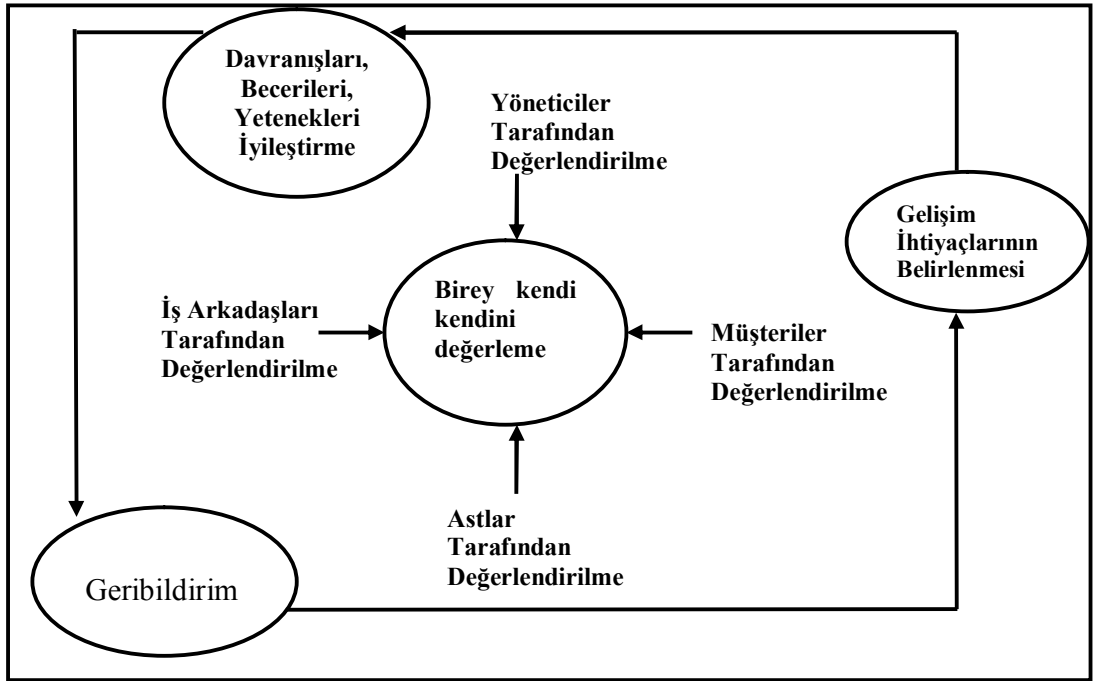 Davranışları,
Becerileri,
Yetenekleri
İyileştirme
Yöneticiler
Tarafından
Değerlendirilme
Gelişim
İhtiyaçlarının
Belirlenmesi
Birey kendi
kendini
değerleme
İş Arkadaşları
Tarafından
Değerlendirilme
Müşteriler
Tarafından
Değerlendirilme
Astlar
Tarafından
Değerlendirilme
Geribildirim